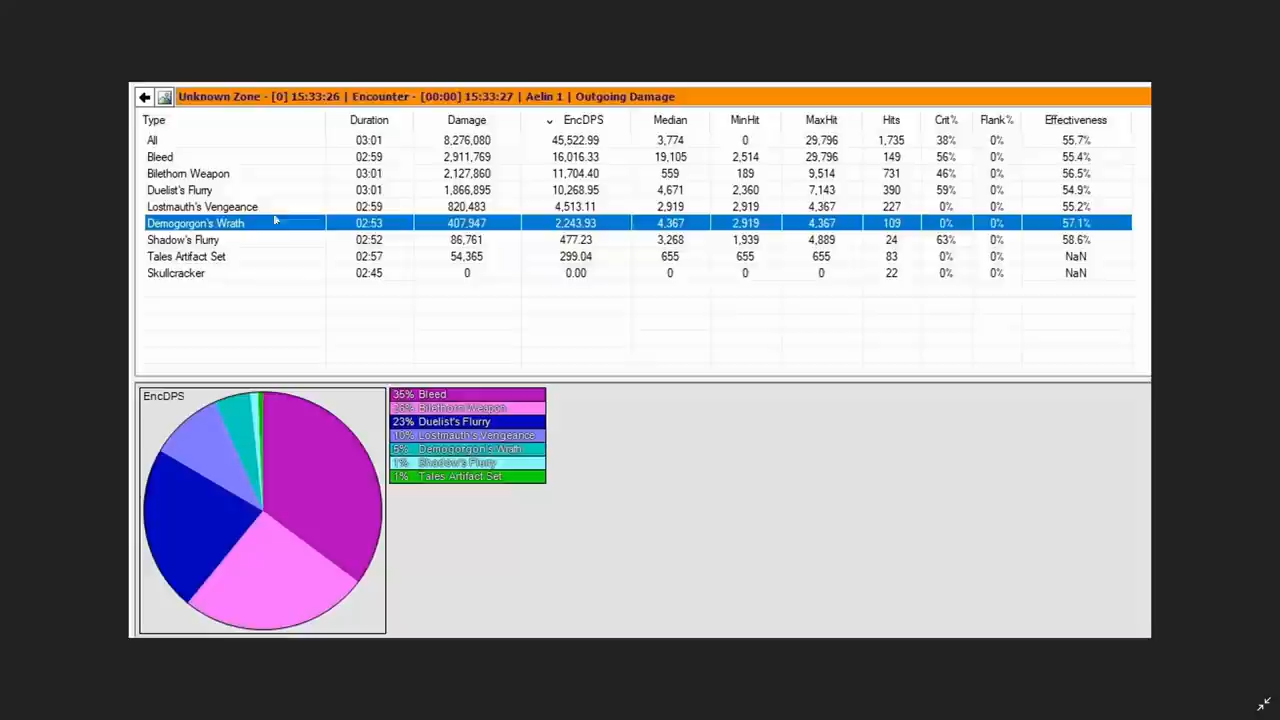 Unknown Zone - [0] 15:33:26 | Encounter - [00:00] 15:33:27 | Aelin 1 | Outgoing Damage
Type Duration Damage EncDPS Median MinHit MaxHit Hits Crit% Flank% Effectiveness
All 03:01 8,276,080 45,522.99 3,774 0 29,796 1,735 38% 0% 55.7%
Bleed 02:59 2,911,769 16,016.33 19,105 2,514 29,796 149 56% 0% 55.4%
Bilethorn Weapon 03:01 2,127,860 11,704.40 559 189 9,514 731 46% 0% 56.5%
Duelist's Flurry 03:01 1,866,895 10,268.95 4,671 2,360 7,143 390 59% 0% 54.9%
Lostmauth's Vengeance 02:59 820,483 4,513.11 2,919 2,919 4,367 227 0% 0% 55.2%
Demogorgon's Wrath 02:53 407,947 2,243.93 4,367 2,919 4,367 109 0% 0% 57.1%
Shadow's Flurry 02:52 86,761 477.23 3,268 1,939 4,889 24 63% 0% 58.6%
Tales Artifact Set 02:57 54,365 299.04 655 655 655 83 0% 0% NaN
Skullcracker 02:45 0 0.00 0 0 0 22 0% 0% NaN
EncDPS
35% Bleed
26% Bilethorn Weapon
23% Duelist's Flurry
10% Lostmauth's Vengeance
5% Demogorgon's Wrath
1% Shadow's Flurry
1% Tales Artifact Set